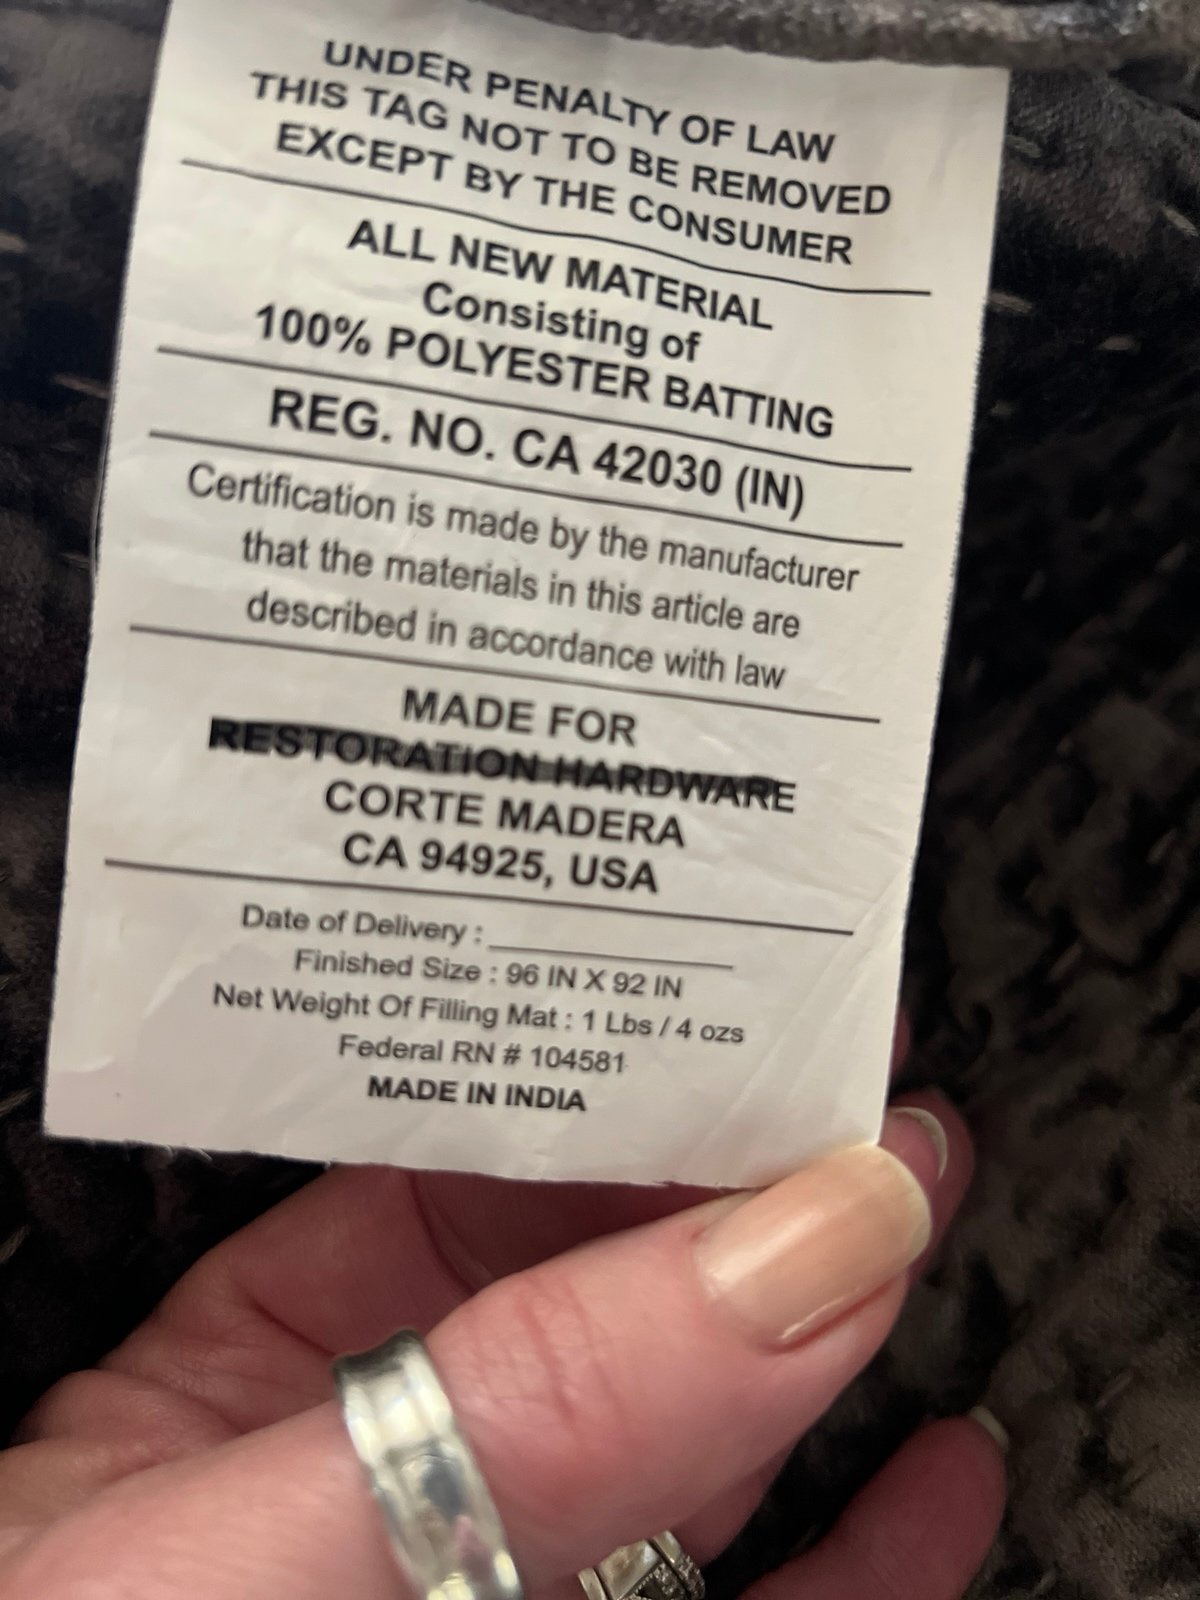 UNDER PENALTY OF LAW
THIS TAG NOT TO BE REMOVED
EXCEPT BY THE CONSUMER
ALL NEW MATERIAL
Consisting of
100% POLYESTER BATTING
REG. NO. CA 42030 (IN)
Certification is made by the manufacturer
that the materials in this article are
described in accordance with law
MADE FOR
RESTORATION HARDWARE
CORTE MADERA
CA 94925, USA
Date of Delivery : ____________
Finished Size : 96 IN X 92 IN
Net Weight Of Filling Mat : 1 Lbs / 4 ozs
Federal RN # 104581
MADE IN INDIA